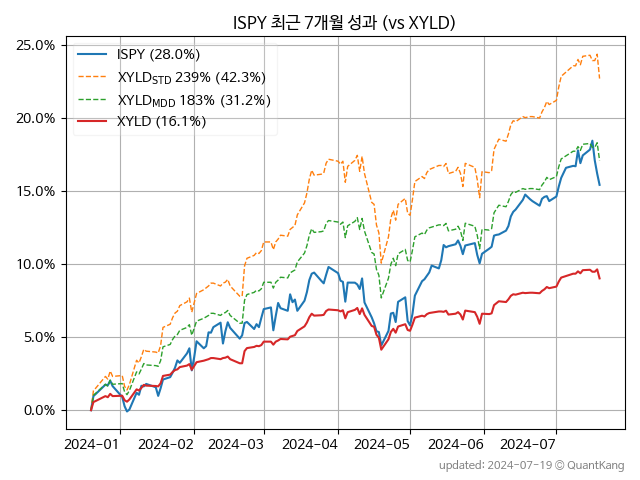 ISPY 최근 7개월 성과 (vs XYLD)
25.0%
20.0%
15.0%
10.0%
5.0%
0.0%
ISPY (28.0%)
XYLD_STD 239% (42.3%)
XYLD_MDD 183% (31.2%)
XYLD (16.1%)
2024-01 2024-02 2024-03 2024-04 2024-05 2024-06 2024-07
updated: 2024-07-19 © QuantKang